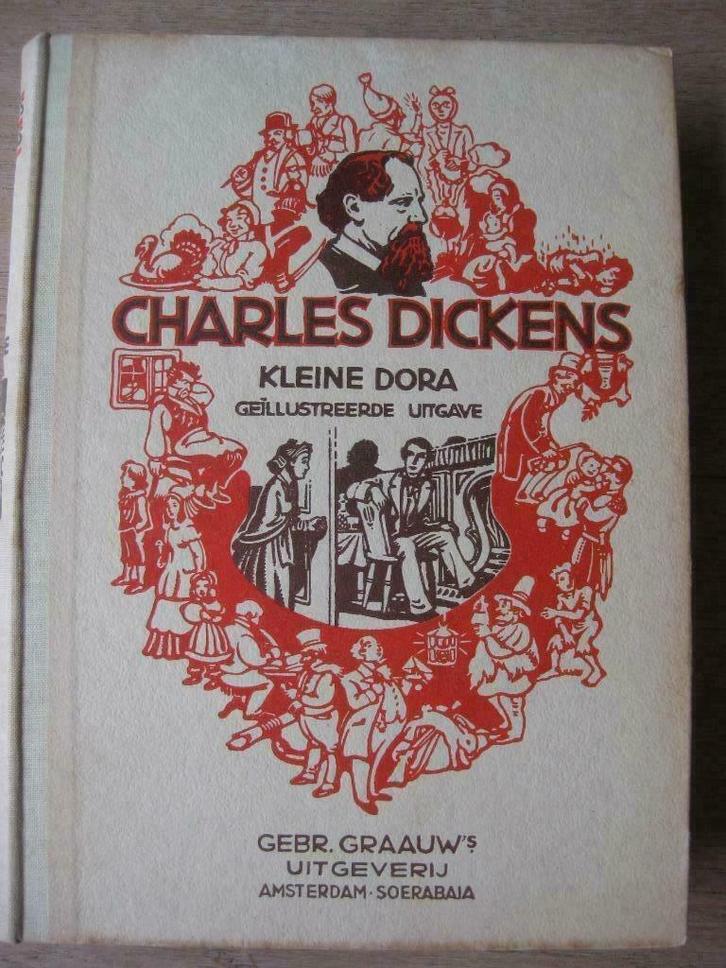 CHARLES DICKENS
KLEINE DORA
GEÏLLUSTREERDE UITGAVE
GEBR. GRAAUW'S
UITGEVERIJ
AMSTERDAM · SOERABAIA